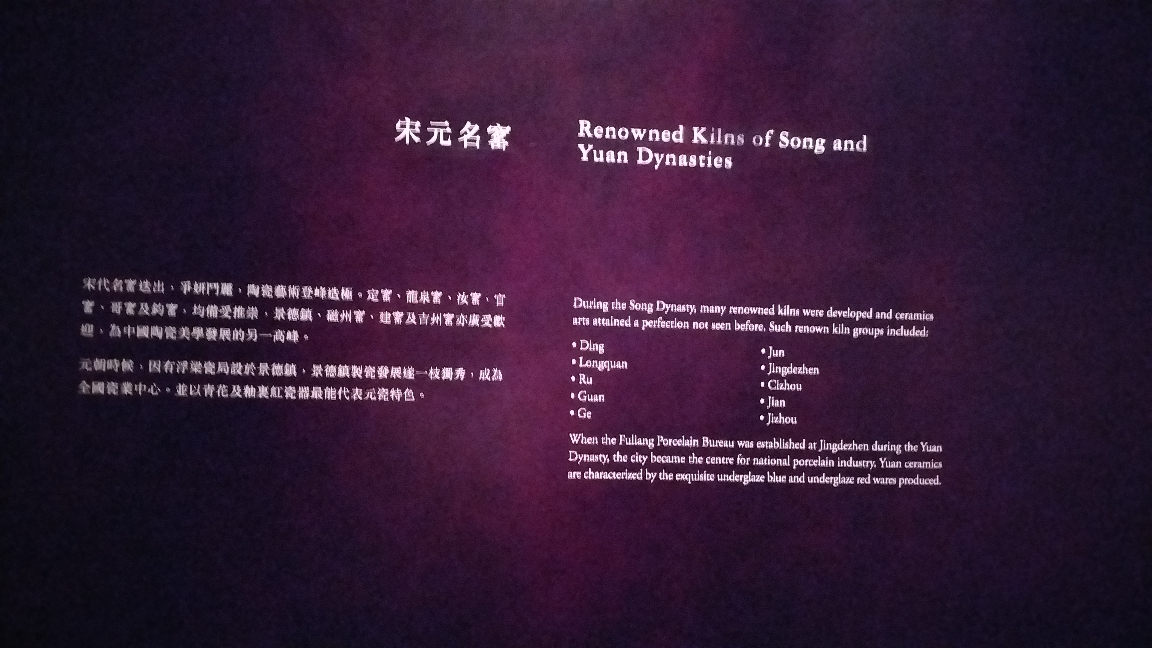 宋元名窰
Renowned Kilns of Song and
Yuan Dynasties
宋代名窰迭出，爭妍鬥麗，陶瓷藝術登峰造極。定窰、龍泉窰、汝窰、官
窰、哥窰及鈞窰，均備受推崇，景德鎮、磁州窰、建窰及吉州窰亦廣受歡
迎，為中國陶瓷美學發展的另一高峰。
元朝時候，因有浮梁瓷局設於景德鎮，景德鎮製瓷發展遂一枝獨秀，成為
全國瓷業中心。並以青花及釉裏紅瓷器最能代表元瓷特色。
During the Song Dynasty, many renowned kilns were developed and ceramics
arts attained a perfection not seen before. Such renown kiln groups included:
• Ding
• Longquan
• Ru
• Guan
• Ge
• Jun
• Jingdezhen
• Cizhou
• Jian
• Jizhou
When the Fuliang Porcelain Bureau was established at Jingdezhen during the Yuan
Dynasty, the city became the centre for national porcelain industry. Yuan ceramics
are characterized by the exquisite underglaze blue and underglaze red wares produced.